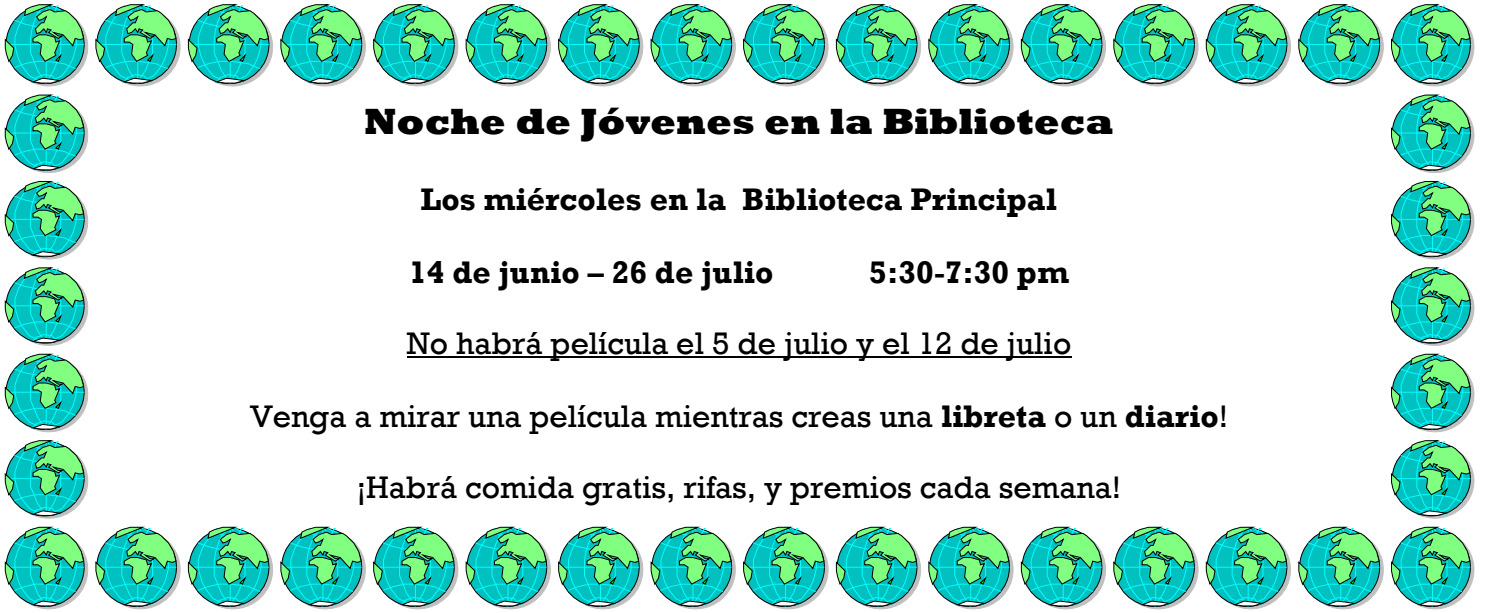 Noche de Jóvenes en la Biblioteca
Los miércoles en la Biblioteca Principal
14 de junio – 26 de julio 5:30-7:30 pm
No habrá película el 5 de julio y el 12 de julio
Venga a mirar una película mientras creas una libreta o un diario!
¡Habrá comida gratis, rifas, y premios cada semana!